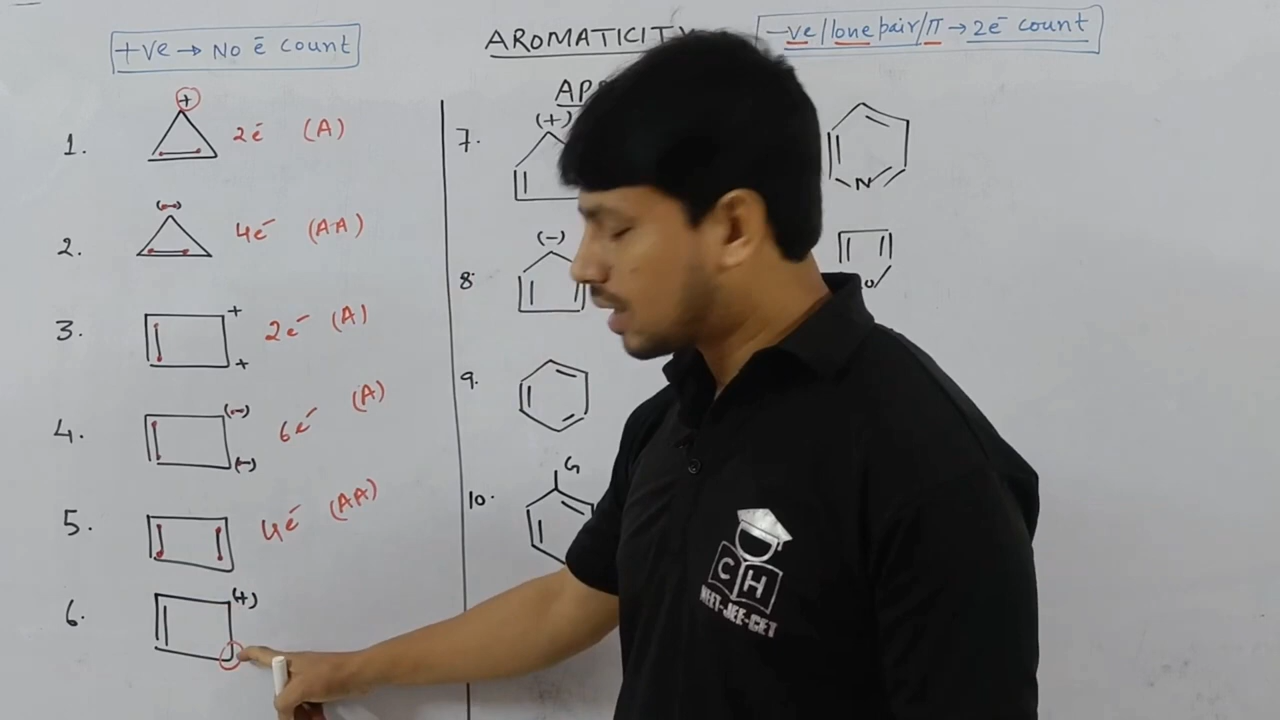 +ve → No ē count
AROMATICITY
-ve/lone pair/π → 2ē count
1.
+
2ē (A)
2.
(-)
4ē (AA)
3.
+
+
2ē (A)
4.
(-)
(-)
6ē (A)
5.
4ē (AA)
6.
(+)
7.
(+)
8.
(-)
9.
10.
G
N
CH
NEET-JEE-CET